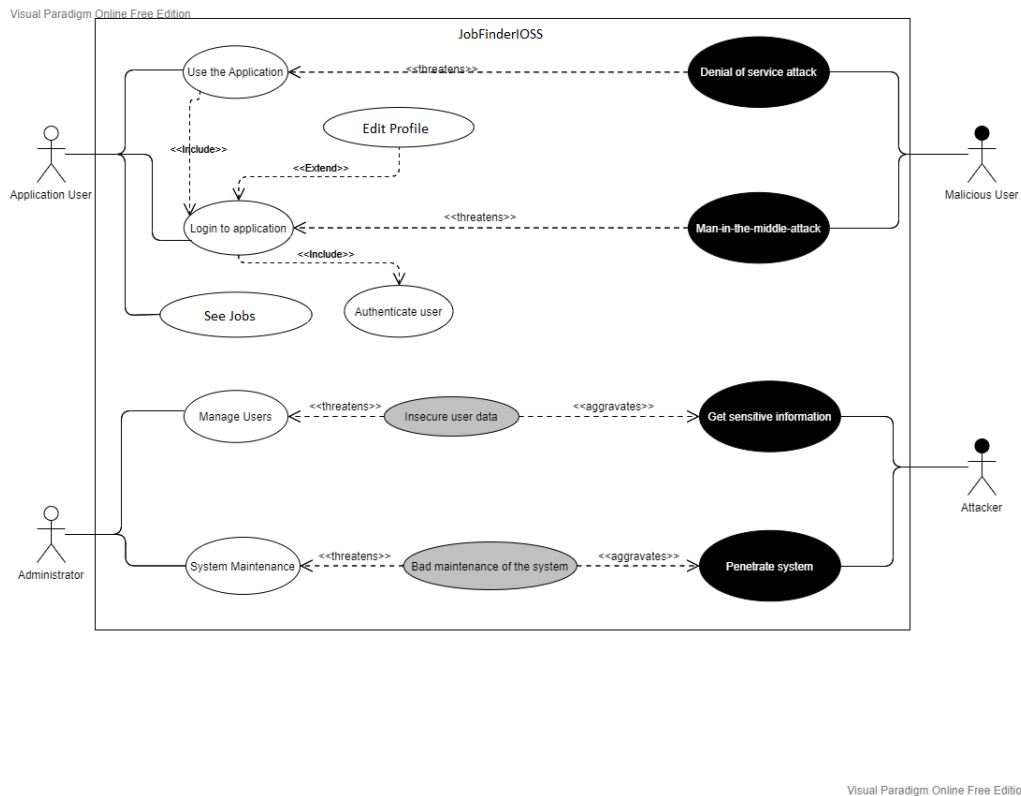 Visual Paradigm Online Free Edition
JobFinderIOSS
Use the Application
<<threatens>>
Denial of service attack
Edit Profile
<<Include>>
<<Extend>>
Application User
Malicious User
Login to application
<<threatens>>
Man-in-the-middle-attack
<<Include>>
See Jobs
Authenticate user
Manage Users
<<threatens>>
Insecure user data
<<aggravates>>
Get sensitive information
Attacker
Administrator
System Maintenance
<<threatens>>
Bad maintenance of the system
<<aggravates>>
Penetrate system
Visual Paradigm Online Free Editio